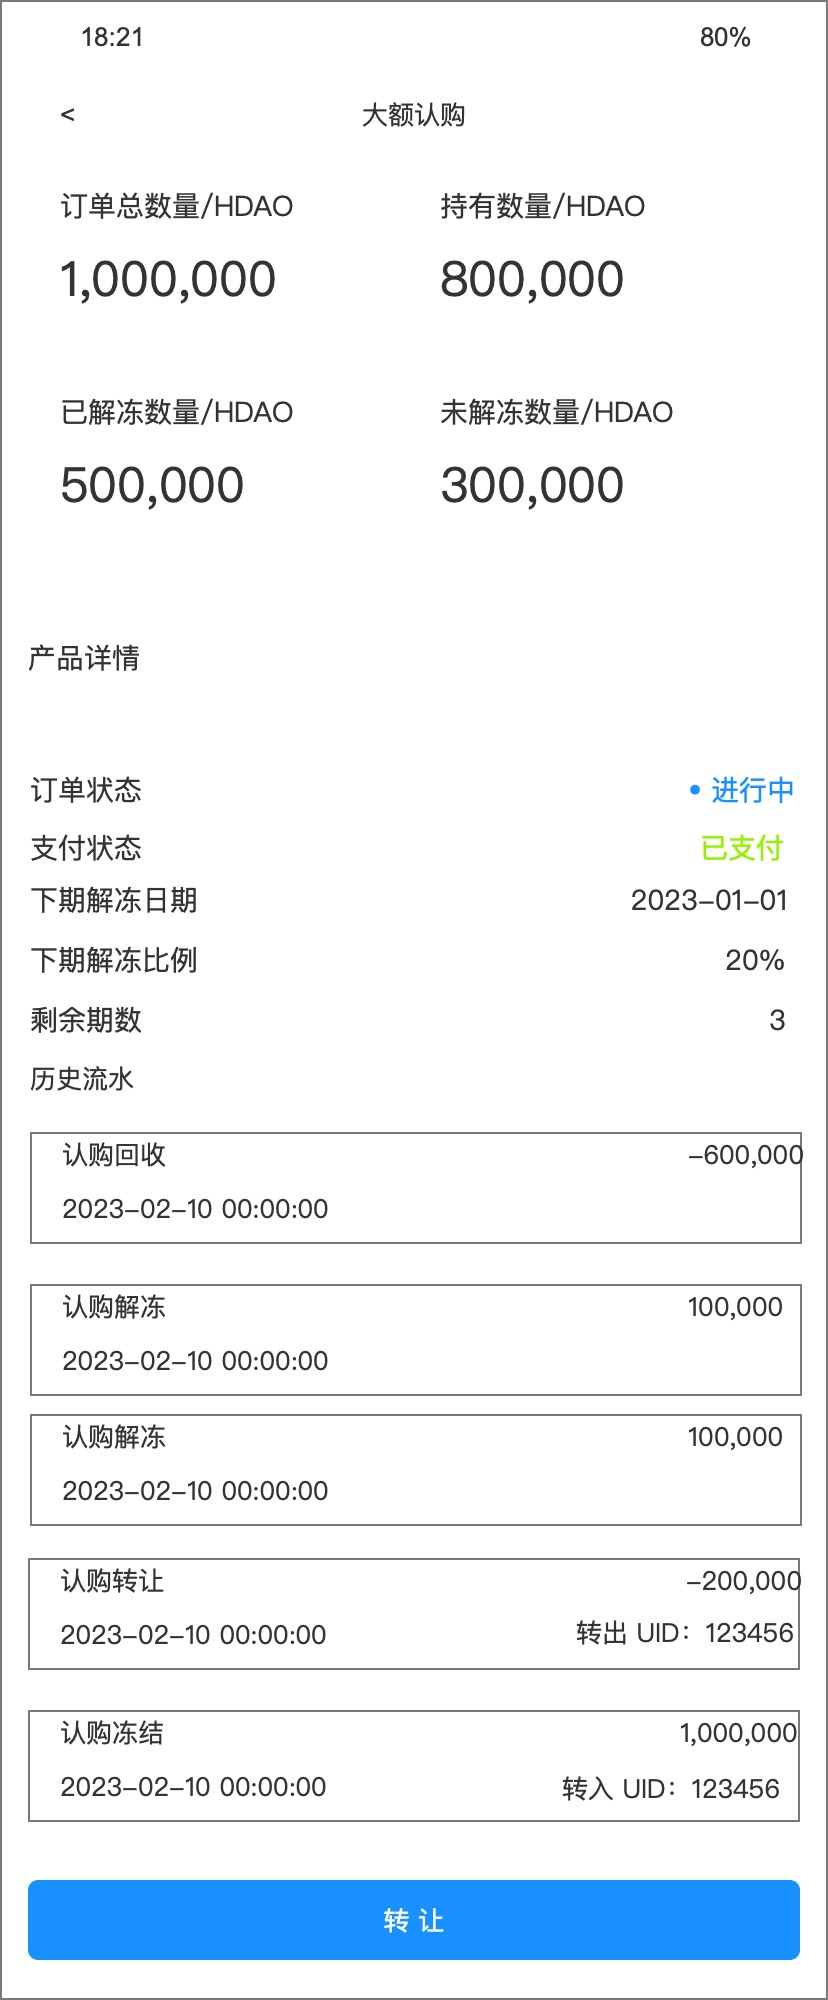 18:21 80%
< 大额认购
订单总数量/HDAO 持有数量/HDAO
1,000,000 800,000
已解冻数量/HDAO 未解冻数量/HDAO
500,000 300,000
产品详情
订单状态 • 进行中
支付状态 已支付
下期解冻日期 2023-01-01
下期解冻比例 20%
剩余期数 3
历史流水
认购回收 -600,000
2023-02-10 00:00:00
认购解冻 100,000
2023-02-10 00:00:00
认购解冻 100,000
2023-02-10 00:00:00
认购转让 -200,000
2023-02-10 00:00:00 转出 UID：123456
认购冻结 1,000,000
2023-02-10 00:00:00 转入 UID：123456
转 让